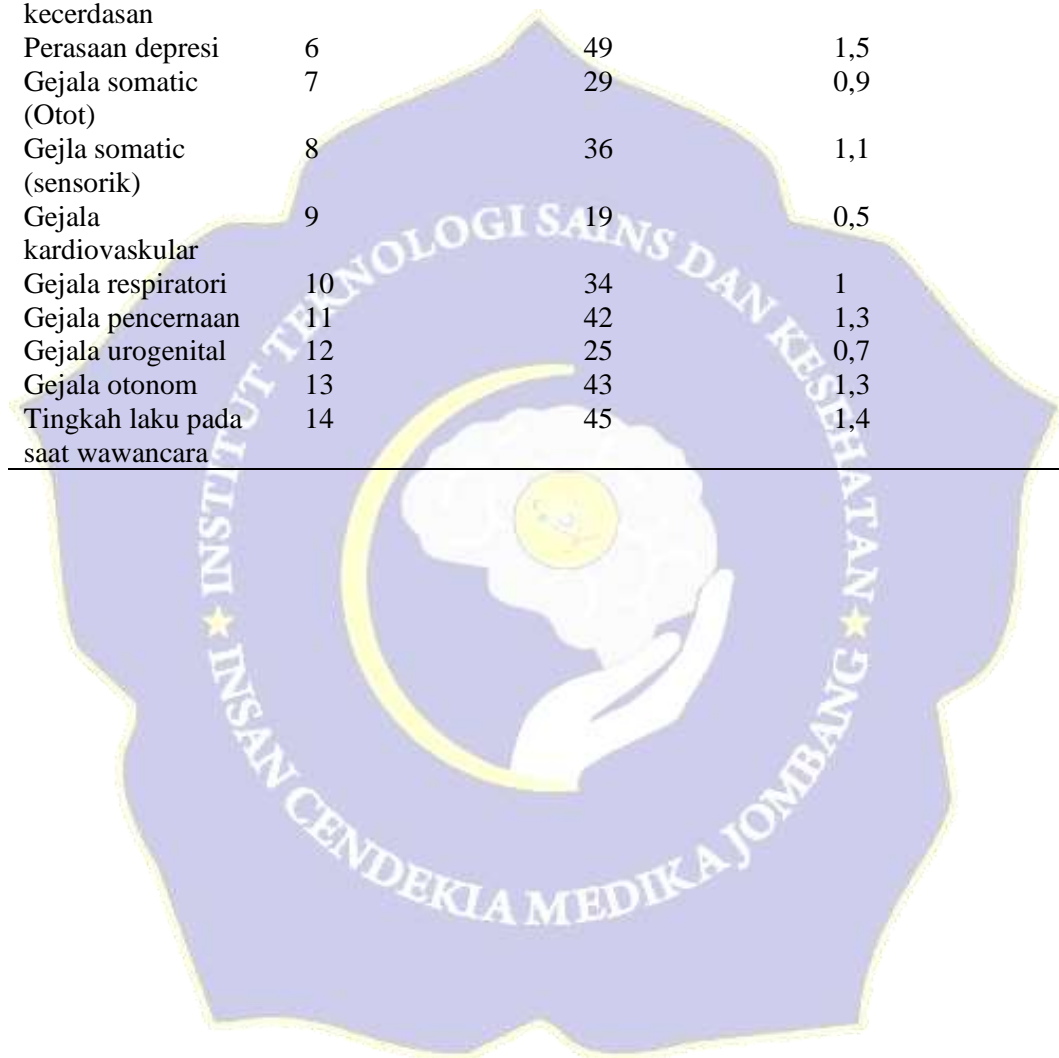 kecerdasan
Perasaan depresi 6 49 1,5
Gejala somatic 7 29 0,9
(Otot)
Gejla somatic 8 36 1,1
(sensorik)
Gejala 9 19 0,5
kardiovaskular
Gejala respiratori 10 34 1
Gejala pencernaan 11 42 1,3
Gejala urogenital 12 25 0,7
Gejala otonom 13 43 1,3
Tingkah laku pada 14 45 1,4
saat wawancara
INSTITUT TEKNOLOGI SAINS DAN KESEHATAN
INSAN CENDEKIA MEDIKA JOMBANG